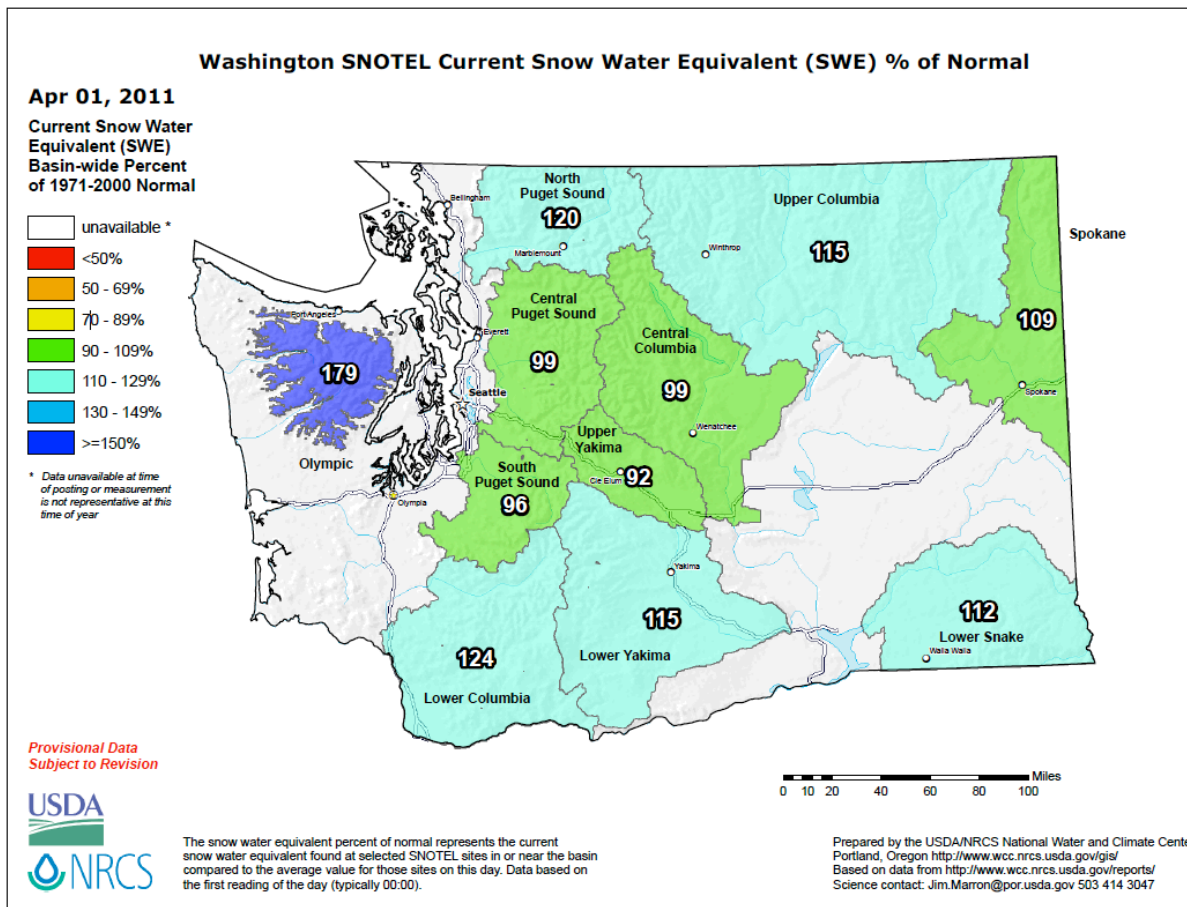 Washington SNOTEL Current Snow Water Equivalent (SWE) % of Normal
Apr 01, 2011
Current Snow Water
Equivalent (SWE)
Basin-wide Percent
of 1971-2000 Normal
unavailable *
<50%
50 - 69%
70 - 89%
90 - 109%
110 - 129%
130 - 149%
>=150%
* Data unavailable at time
of posting or measurement
is not representative at this
time of year
North
Puget Sound
120
Bellingham
Marblemount
Upper Columbia
115
Winthrop
Spokane
109
Spokane
Port Angeles
179
Olympic
Central
Puget Sound
99
Everett
Seattle
Central
Columbia
99
Wenatchee
Upper
Yakima
92
Cle Elum
South
Puget Sound
96
Olympia
Yakima
115
Lower Yakima
124
Lower Columbia
112
Lower Snake
Walla Walla
Provisional Data
Subject to Revision
Miles
0 10 20 40 60 80 100
USDA
NRCS
The snow water equivalent percent of normal represents the current
snow water equivalent found at selected SNOTEL sites in or near the basin
compared to the average value for those sites on this day. Data based on
the first reading of the day (typically 00:00).
Prepared by the USDA/NRCS National Water and Climate Cente
Portland, Oregon http://www.wcc.nrcs.usda.gov/gis/
Based on data from http://www.wcc.nrcs.usda.gov/reports/
Science contact: Jim.Marron@por.usda.gov 503 414 3047